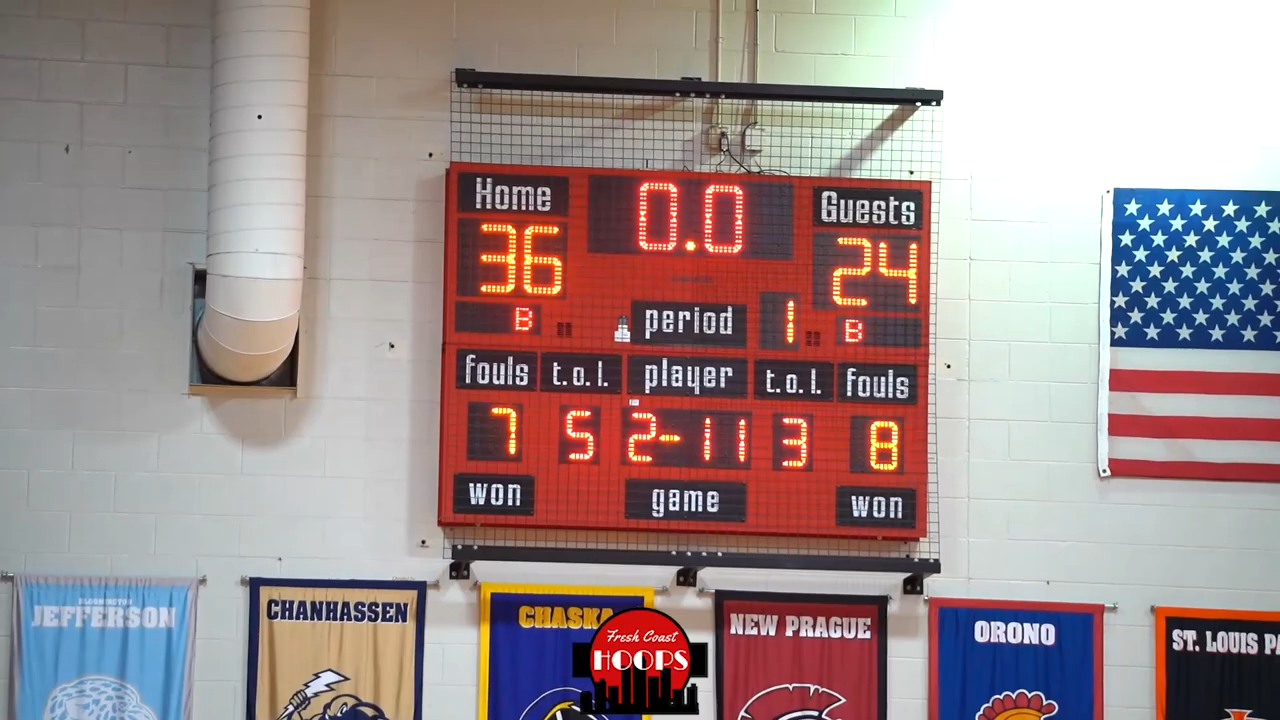 Home 0.0 Guests
36 24
B period 1 B
fouls t.o.l. player t.o.l. fouls
7 5 2-11 3 8
won game won
BLOOMINGTON
JEFFERSON
CHANHASSEN
CHASKA
NEW PRAGUE
ORONO
ST. LOUIS PA
Fresh Coast
HOOPS